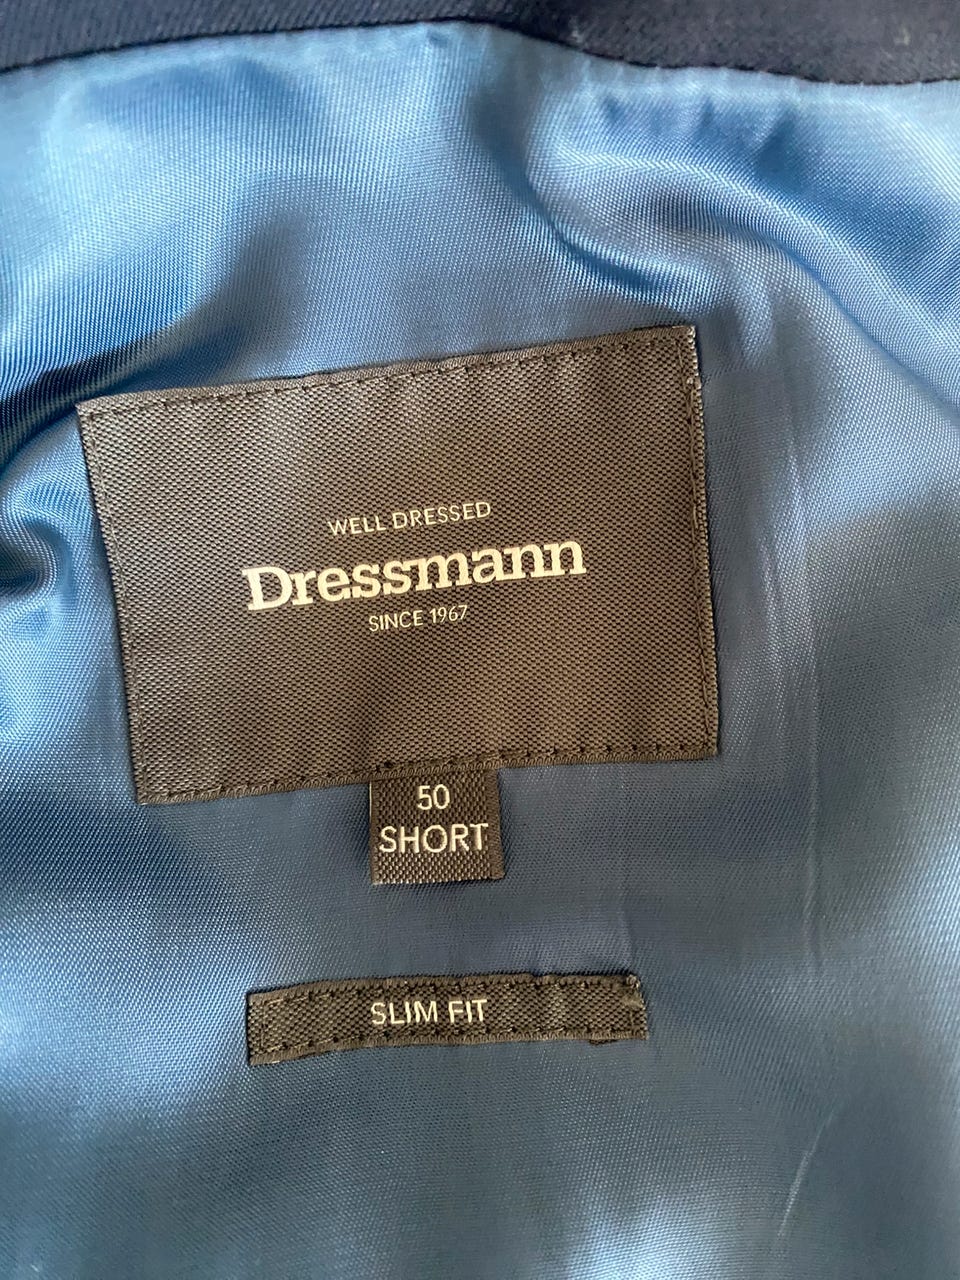 WELL DRESSED
Dressmann
SINCE 1967
50
SHORT
SLIM FIT